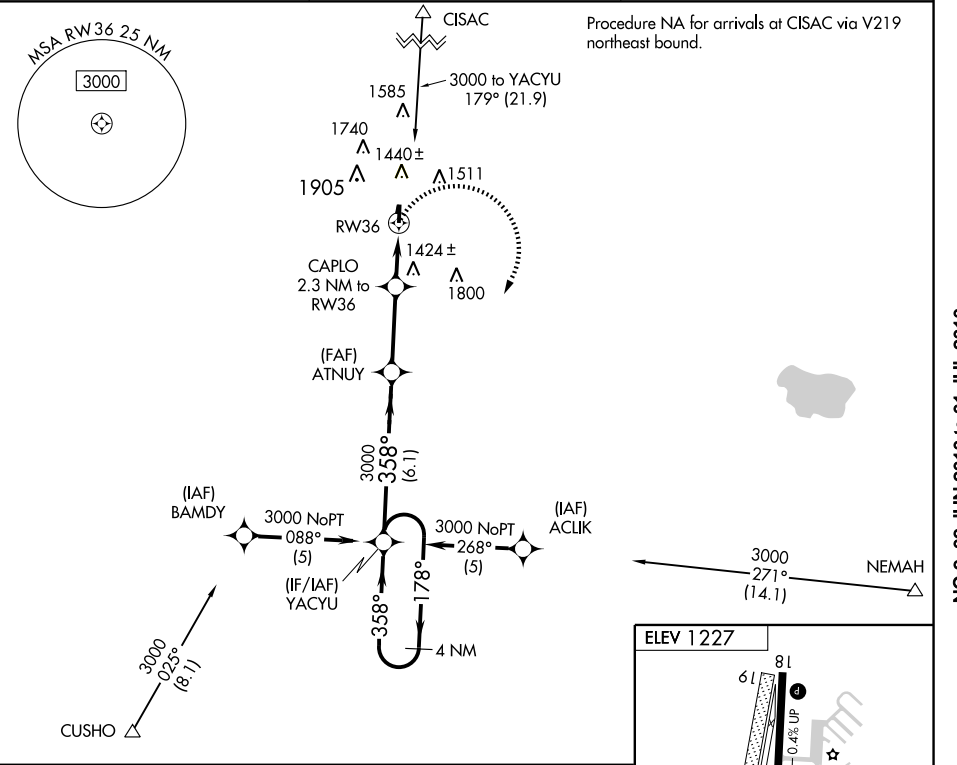 MSA RW36 25 NM
3000
CISAC
3000 to YACYU
179° (21.9)
Procedure NA for arrivals at CISAC via V219
northeast bound.
1585
1740
1440±
1905
1511
RW36
1424±
1800
CAPLO
2.3 NM to
RW36
(FAF)
ATNUY
3000
358°
(6.1)
(IAF)
BAMDY
3000 NoPT
088°
(5)
(IF/IAF)
YACYU
3000 NoPT
268°
(5)
(IAF)
ACLIK
358°
178°
4 NM
3000
271°
(14.1)
NEMAH
3000
025°
(8.1)
CUSHO
ELEV 1227
19
18
P
0.4% UP